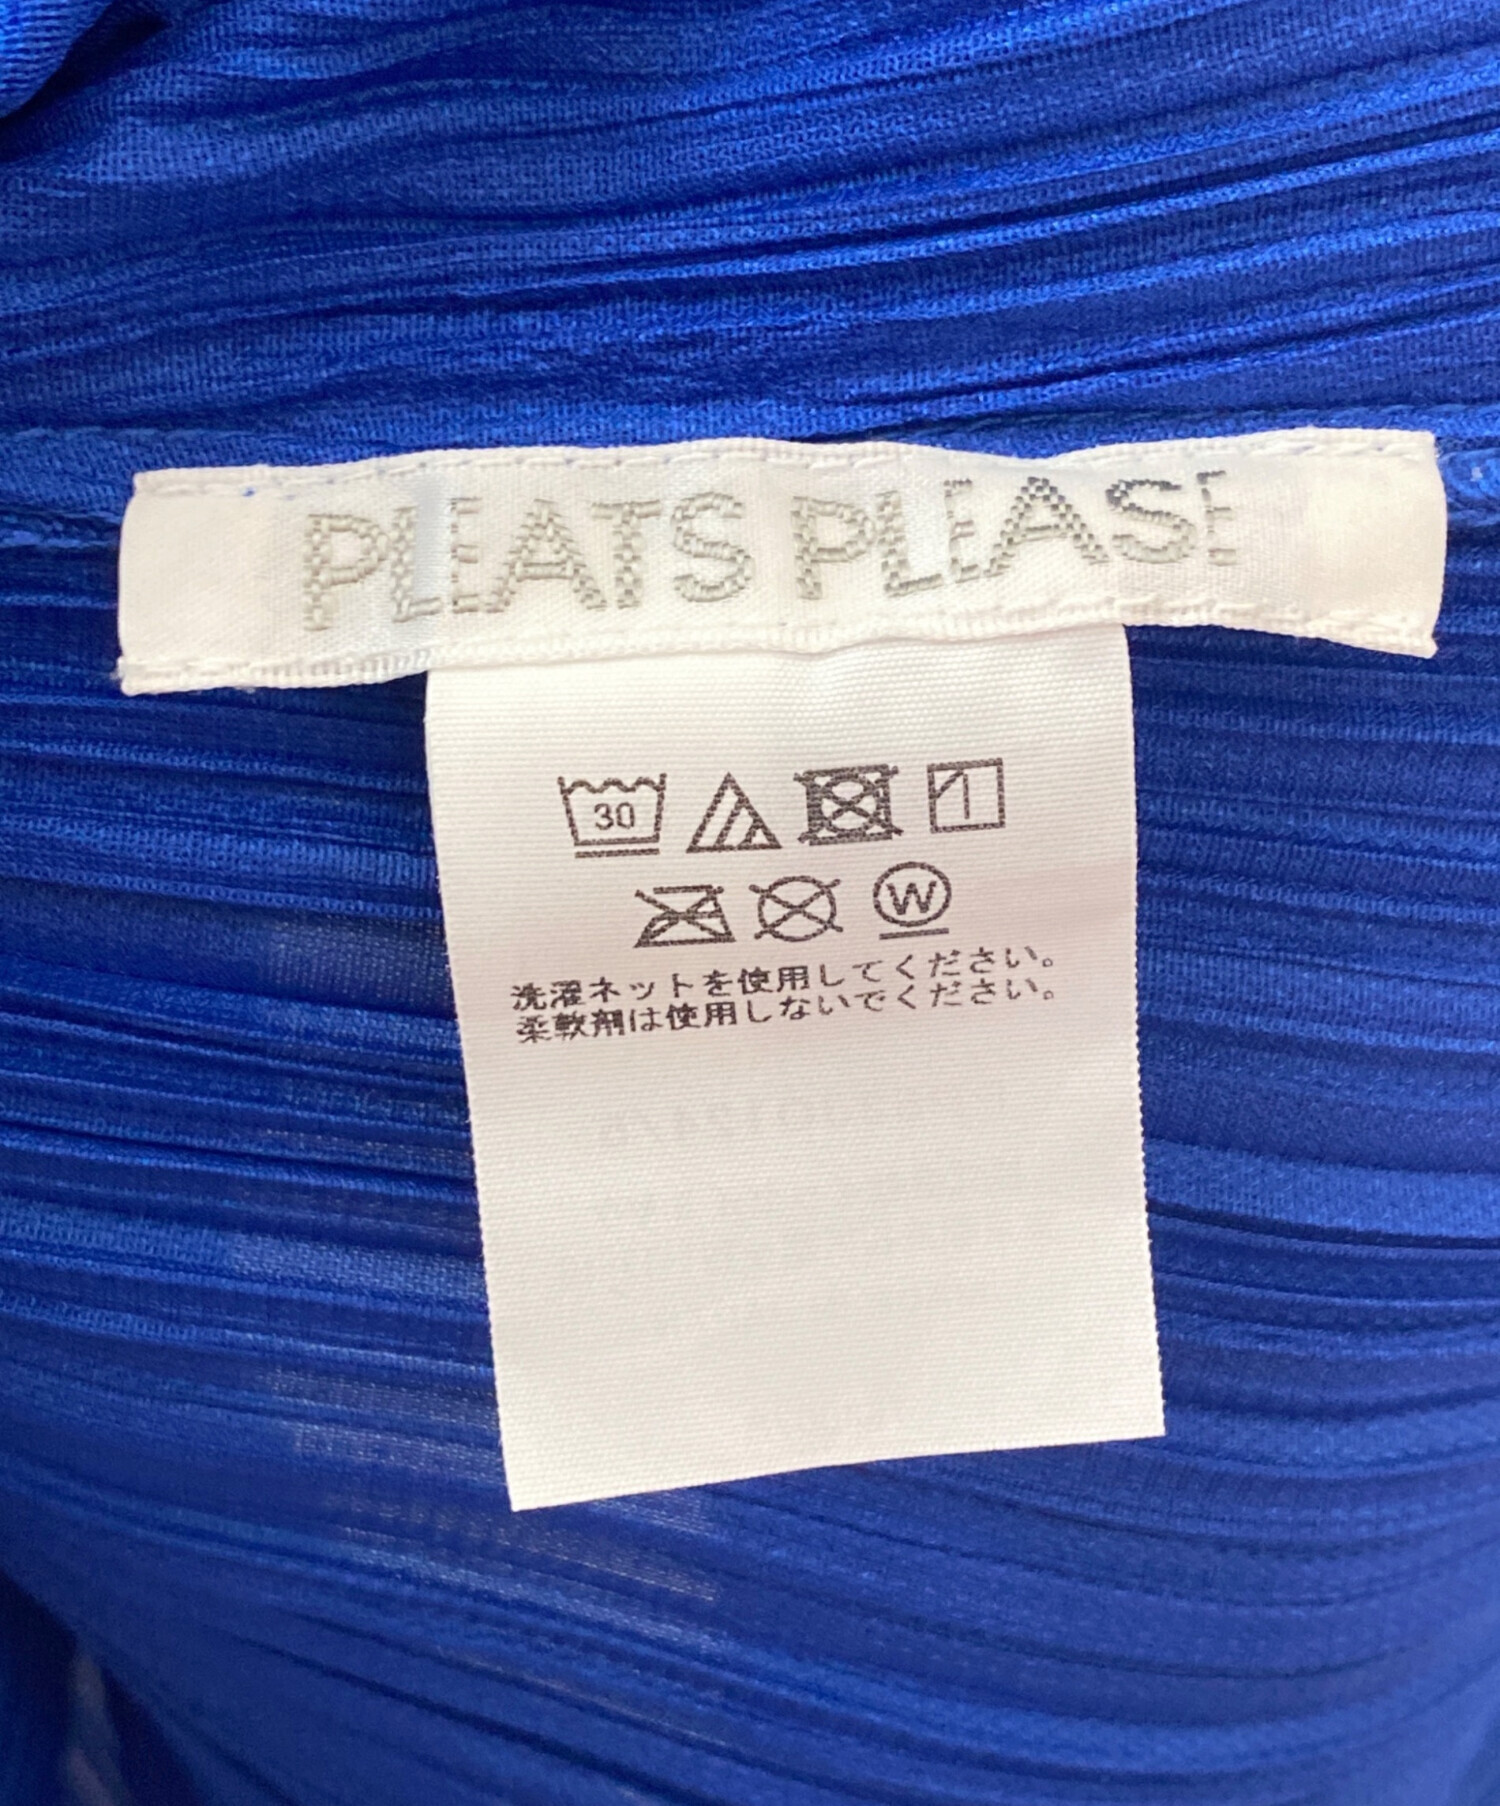 PLEATS PLEASE
30
W
洗濯ネットを使用してください。
柔軟剤は使用しないでください。